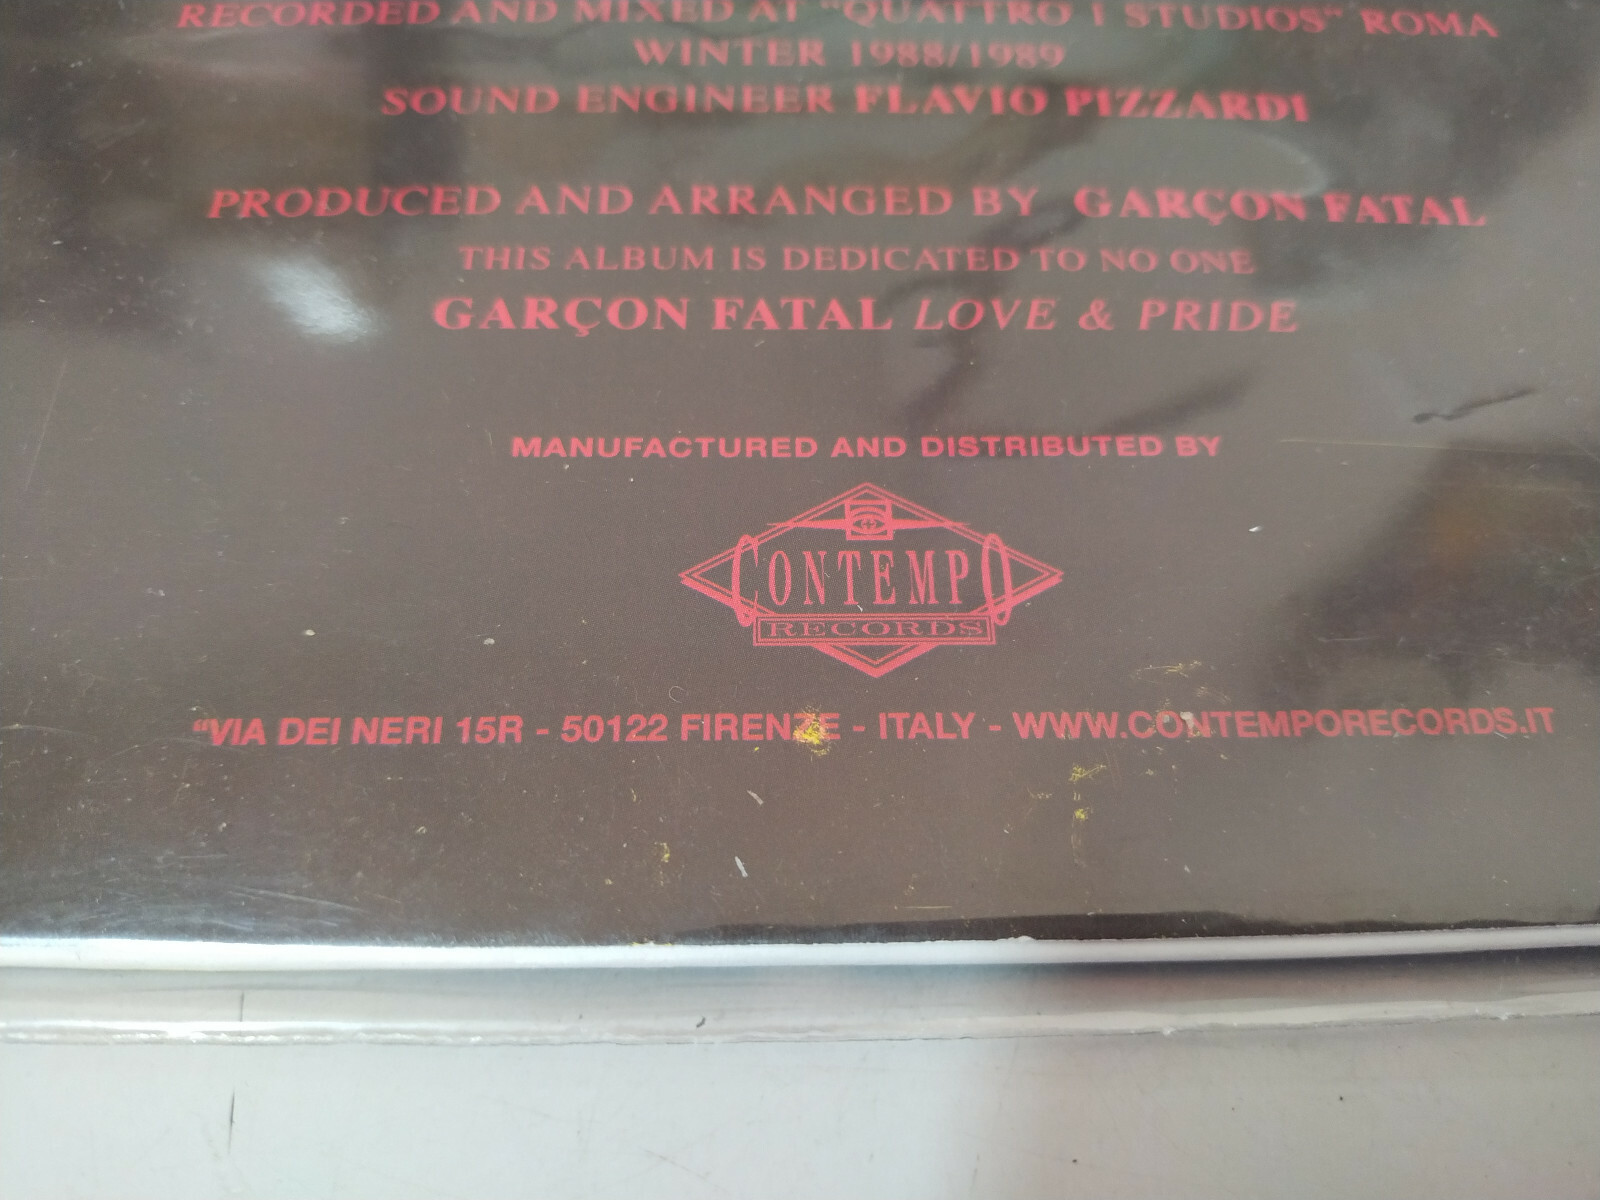 RECORDED AND MIXED AT "QUATTRO 1 STUDIOS" ROMA
WINTER 1988/1989
SOUND ENGINEER FLAVIO PIZZARDI
PRODUCED AND ARRANGED BY GARÇON FATAL
THIS ALBUM IS DEDICATED TO NO ONE
GARÇON FATAL LOVE & PRIDE
MANUFACTURED AND DISTRIBUTED BY
CONTEMPO
RECORDS
"VIA DEI NERI 15R - 50122 FIRENZE - ITALY - WWW.CONTEMPORECORDS.IT